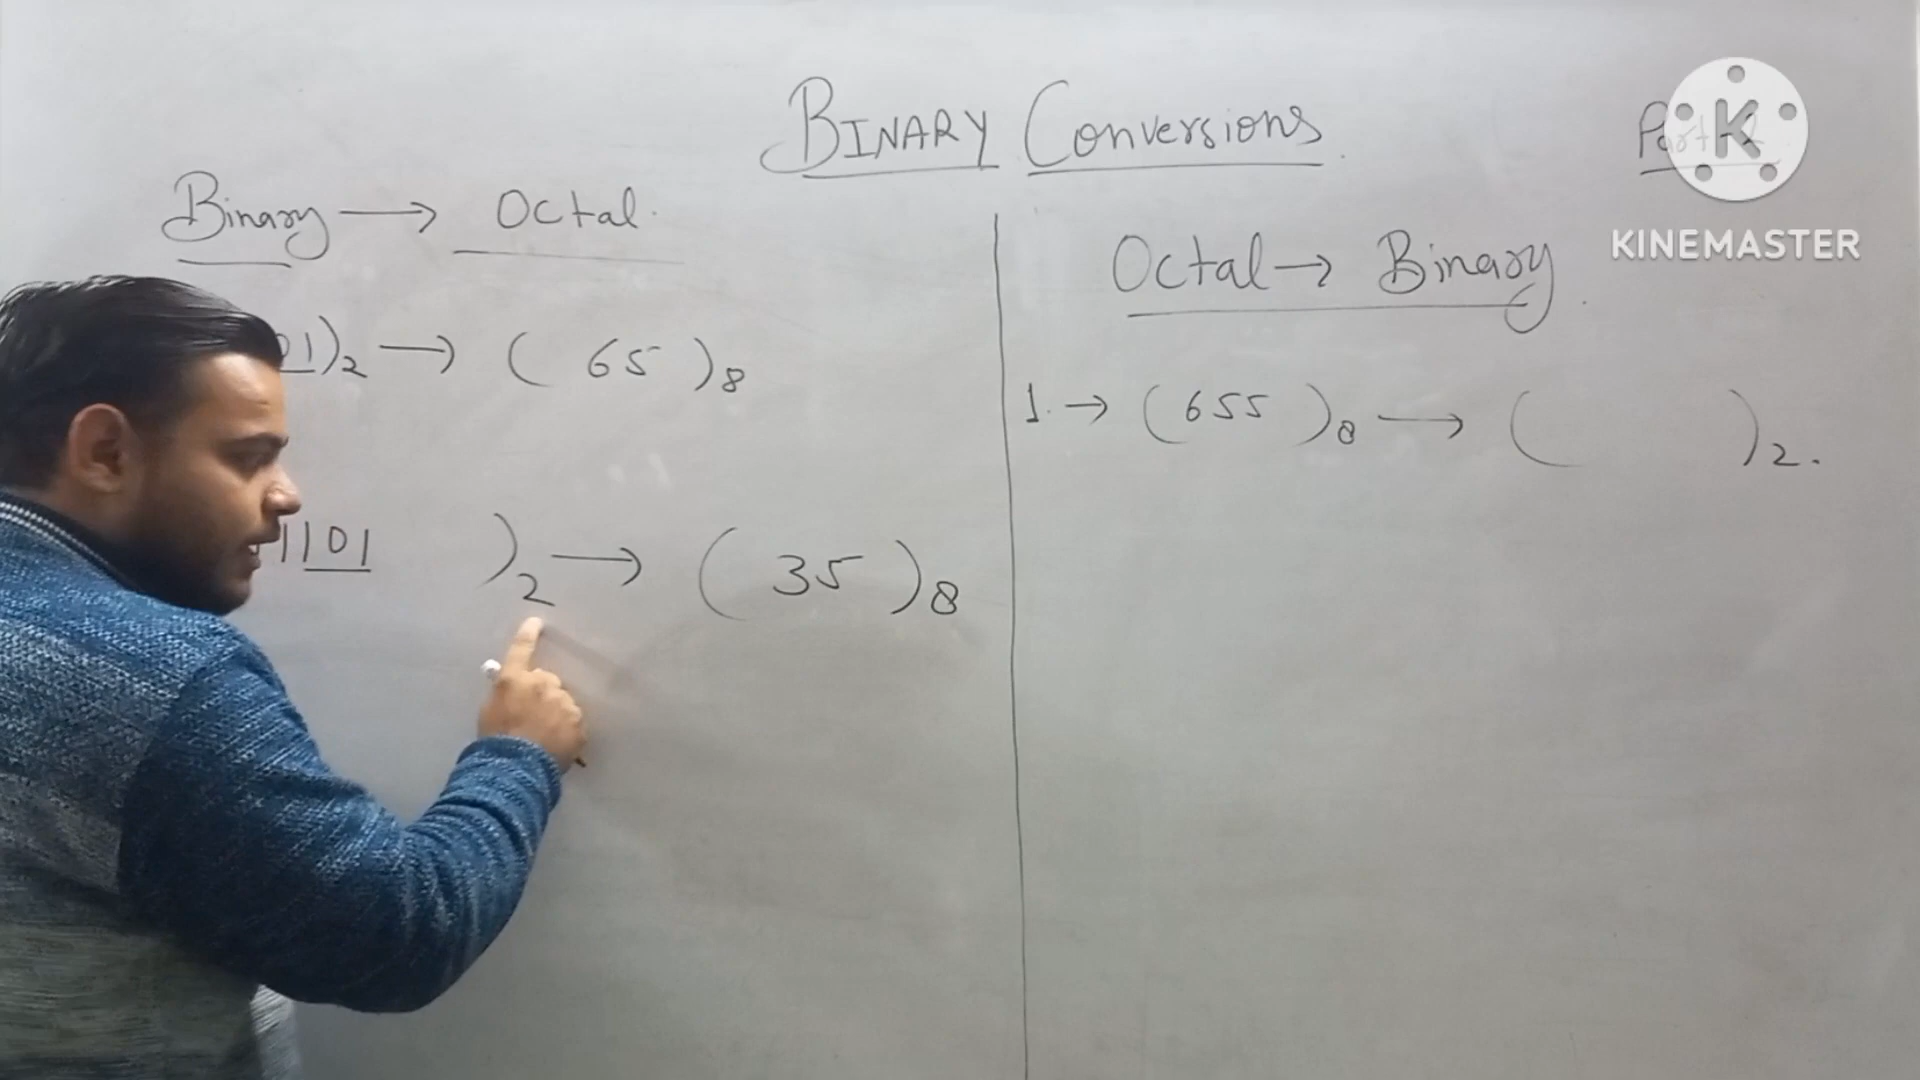 BINARY Conversions
KINEMASTER
Binary → Octal.
01)2 → ( 65 )8
1101 )2 → ( 35 )8
Octal → Binary.
1. → (655 )8 → ( )2.